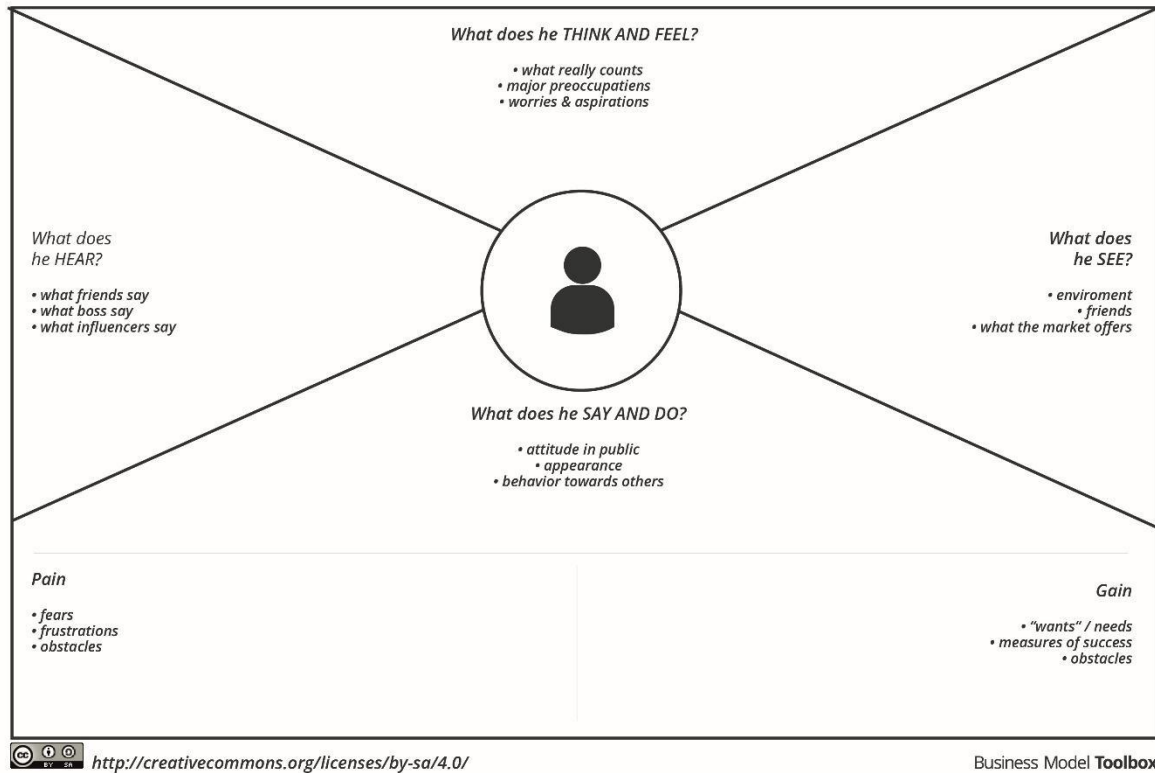 What does he THINK AND FEEL?
• what really counts
• major preoccupatiens
• worries & aspirations
What does
he HEAR?
• what friends say
• what boss say
• what influencers say
What does
he SEE?
• enviroment
• friends
• what the market offers
What does he SAY AND DO?
• attitude in public
• appearance
• behavior towards others
Pain
• fears
• frustrations
• obstacles
Gain
• “wants” / needs
• measures of success
• obstacles
cc BY SA
http://creativecommons.org/licenses/by-sa/4.0/
Business Model Toolbox